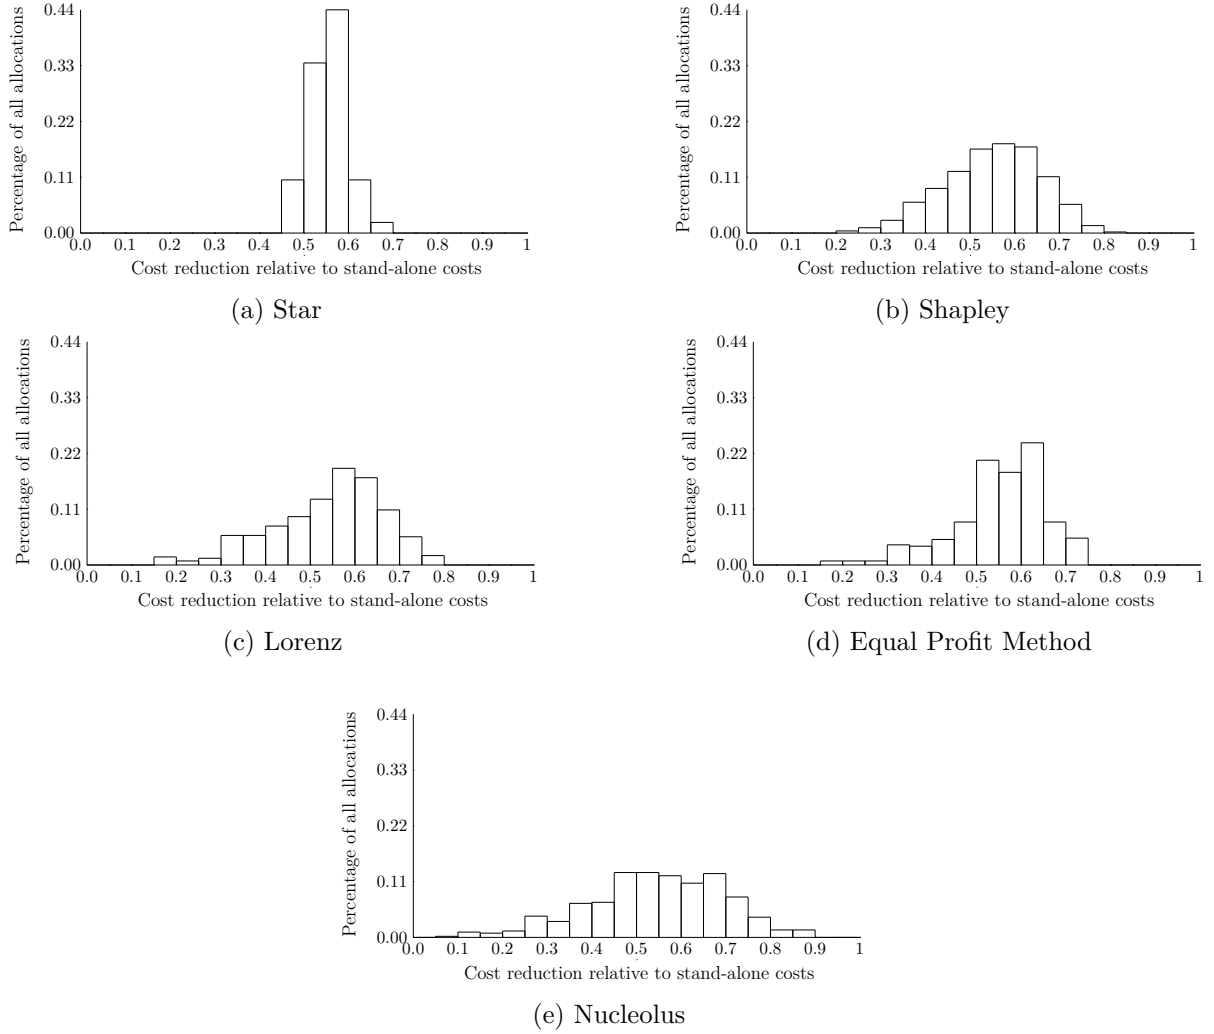 Percentage of all allocations
0.44
0.33
0.22
0.11
0.00
0.0 0.1 0.2 0.3 0.4 0.5 0.6 0.7 0.8 0.9 1
Cost reduction relative to stand-alone costs
(a) Star
Percentage of all allocations
0.44
0.33
0.22
0.11
0.00
0.0 0.1 0.2 0.3 0.4 0.5 0.6 0.7 0.8 0.9 1
Cost reduction relative to stand-alone costs
(b) Shapley
Percentage of all allocations
0.44
0.33
0.22
0.11
0.00
0.0 0.1 0.2 0.3 0.4 0.5 0.6 0.7 0.8 0.9 1
Cost reduction relative to stand-alone costs
(c) Lorenz
Percentage of all allocations
0.44
0.33
0.22
0.11
0.00
0.0 0.1 0.2 0.3 0.4 0.5 0.6 0.7 0.8 0.9 1
Cost reduction relative to stand-alone costs
(d) Equal Profit Method
Percentage of all allocations
0.44
0.33
0.22
0.11
0.00
0.0 0.1 0.2 0.3 0.4 0.5 0.6 0.7 0.8 0.9 1
Cost reduction relative to stand-alone costs
(e) Nucleolus